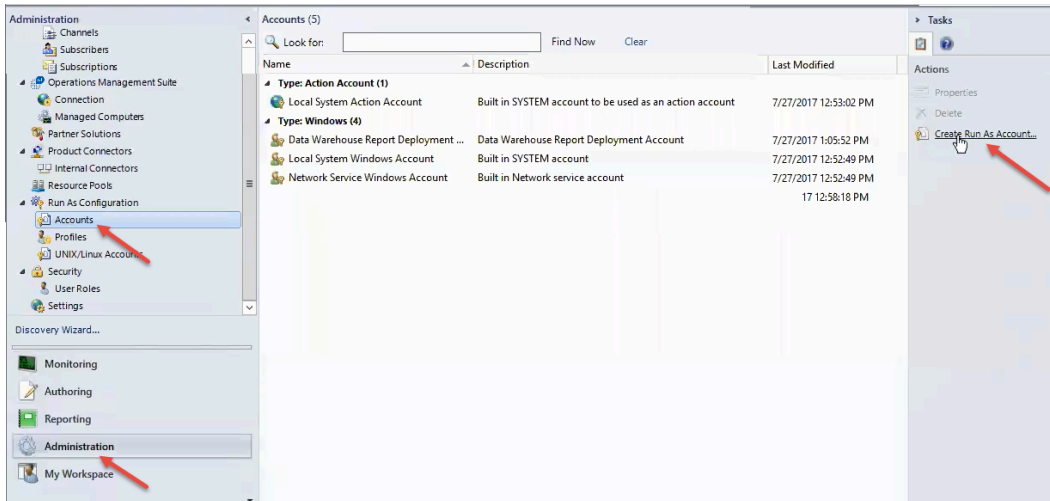 Administration
Channels
Subscribers
Subscriptions
Operations Management Suite
Connection
Managed Computers
Partner Solutions
Product Connectors
Internal Connectors
Resource Pools
Run As Configuration
Accounts
Profiles
UNIX/Linux Accounts
Security
User Roles
Settings
Discovery Wizard...
Monitoring
Authoring
Reporting
Administration
My Workspace
Accounts (5)
Look for: Find Now Clear
Name Description Last Modified
Type: Action Account (1)
Local System Action Account Built in SYSTEM account to be used as an action account 7/27/2017 12:53:02 PM
Type: Windows (4)
Data Warehouse Report Deployment ... Data Warehouse Report Deployment Account 7/27/2017 1:05:52 PM
Local System Windows Account Built in SYSTEM account 7/27/2017 12:52:49 PM
Network Service Windows Account Built in Network service account 7/27/2017 12:52:49 PM
17 12:58:18 PM
Tasks
Actions
Properties
Delete
Create Run As Account...